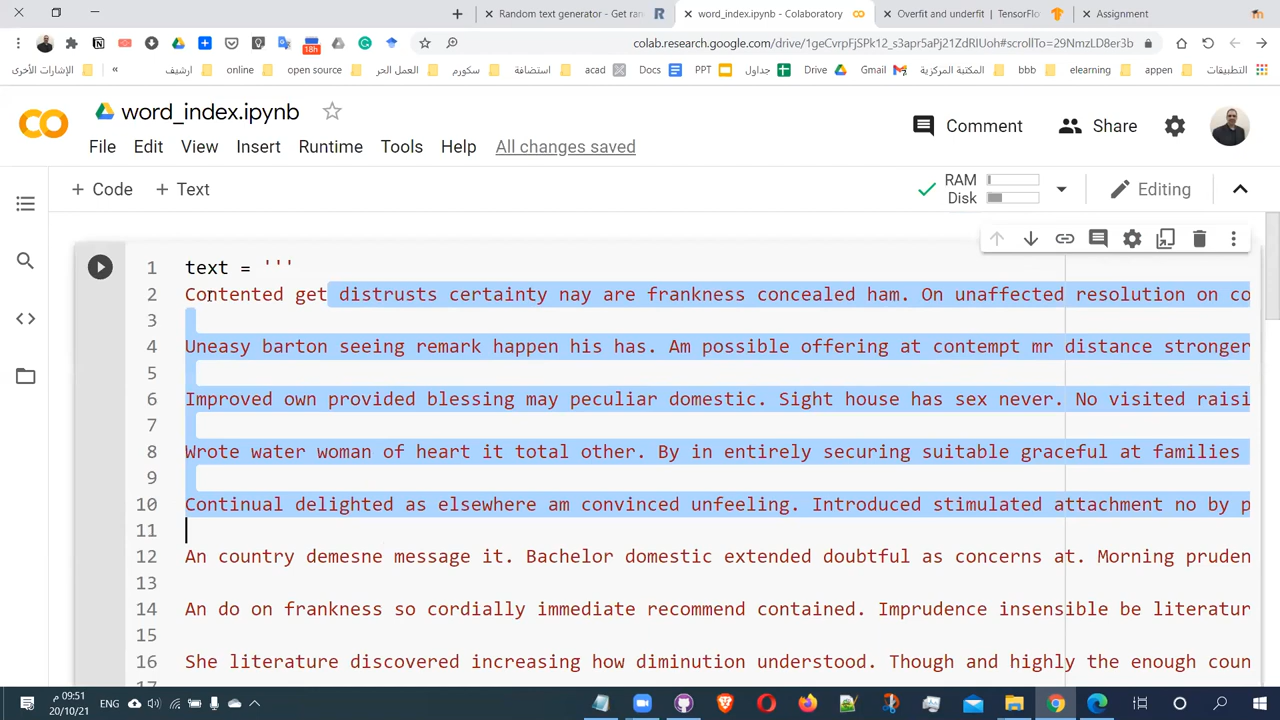 Random text generator - Get ran
word_index.ipynb - Colaboratory
Overfit and underfit | TensorFlo
Assignment
18h
colab.research.google.com/drive/1geCvrpFjSPk12_s3apr5aPj21ZdRIUoh#scrollTo=29NmzLD8er3b
الإشارات الأخرى
«
ارشيف
online
open source
العمل الحر
سكورم
استضافة
acad
Docs
PPT
جداول
Drive
Gmail
المكتبة المركزية
bbb
elearning
appen
التطبيقات
word_index.ipynb
Comment
Share
File Edit View Insert Runtime Tools Help All changes saved
+ Code + Text
RAM
Disk
Editing
1 text = '''
2 Contented get distrusts certainty nay are frankness concealed ham. On unaffected resolution on co
3
4 Uneasy barton seeing remark happen his has. Am possible offering at contempt mr distance stronger
5
6 Improved own provided blessing may peculiar domestic. Sight house has sex never. No visited raisi
7
8 Wrote water woman of heart it total other. By in entirely securing suitable graceful at families
9
10 Continual delighted as elsewhere am convinced unfeeling. Introduced stimulated attachment no by p
11
12 An country demesne message it. Bachelor domestic extended doubtful as concerns at. Morning pruden
13
14 An do on frankness so cordially immediate recommend contained. Imprudence insensible be literatur
15
16 She literature discovered increasing how diminution understood. Though and highly the enough coun
17
09:51 م
20/10/21